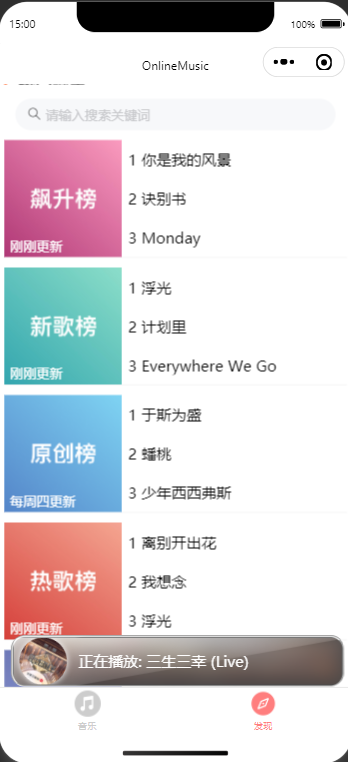 15:00
100%
OnlineMusic
请输入搜索关键词
飙升榜
刚刚更新
1 你是我的风景
2 诀别书
3 Monday
新歌榜
刚刚更新
1 浮光
2 计划里
3 Everywhere We Go
原创榜
每周四更新
1 于斯为盛
2 蟠桃
3 少年西西弗斯
热歌榜
刚刚更新
1 离别开出花
2 我想念
3 浮光
正在播放: 三生三幸 (Live)
音乐
发现